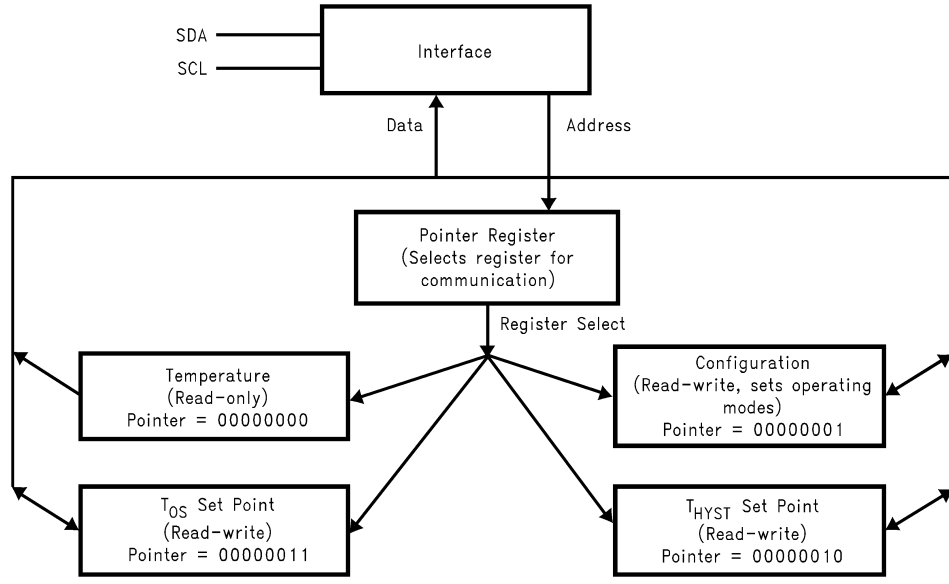 SDA
SCL
Interface
Data
Address
Pointer Register
(Selects register for
communication)
Register Select
Temperature
(Read-only)
Pointer = 00000000
Configuration
(Read-write, sets operating
modes)
Pointer = 00000001
TOS Set Point
(Read-write)
Pointer = 00000011
THYST Set Point
(Read-write)
Pointer = 00000010